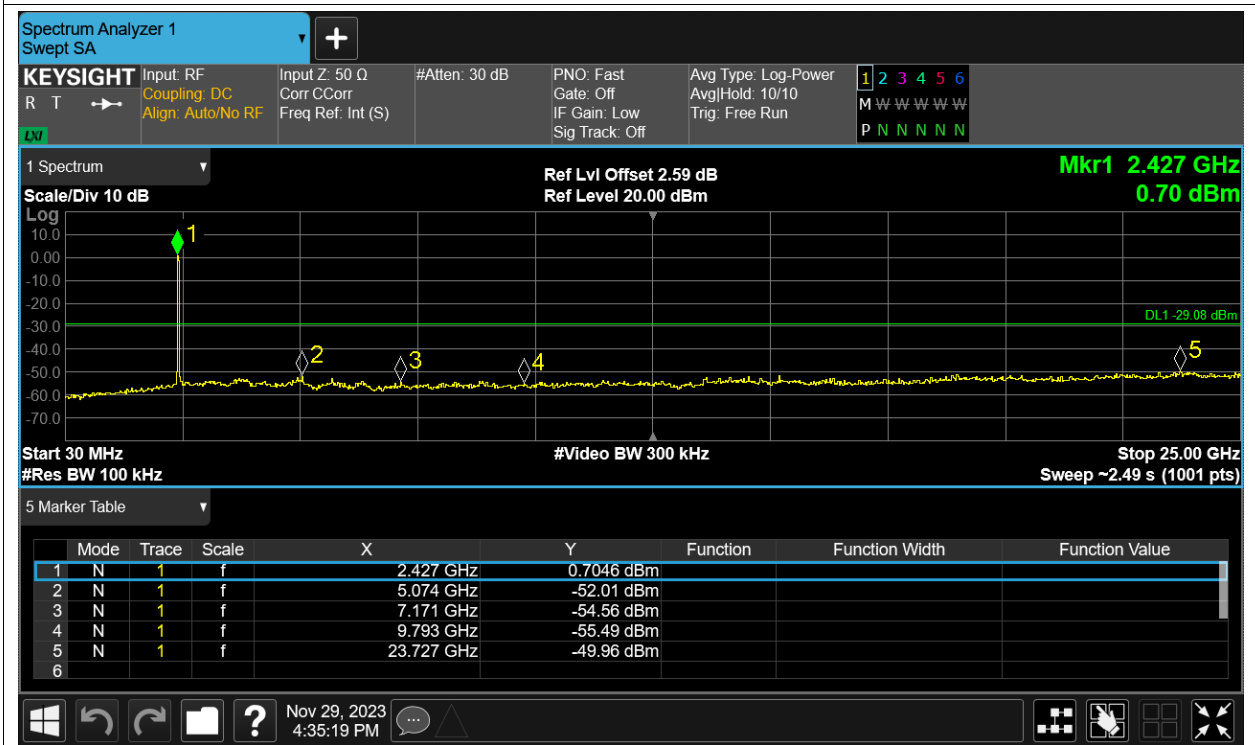 Spectrum Analyzer 1
Swept SA
KEYSIGHT
R T
LXI
Input: RF
Coupling: DC
Align: Auto/No RF
Input Z: 50 Ω
Corr CCorr
Freq Ref: Int (S)
#Atten: 30 dB
PNO: Fast
Gate: Off
IF Gain: Low
Sig Track: Off
Avg Type: Log-Power
Avg|Hold: 10/10
Trig: Free Run
1 2 3 4 5 6
M W W W W W
P N N N N N
1 Spectrum
Scale/Div 10 dB
Ref Lvl Offset 2.59 dB
Ref Level 20.00 dBm
Mkr1 2.427 GHz
0.70 dBm
Log
10.0
0.00
-10.0
-20.0
-30.0
-40.0
-50.0
-60.0
-70.0
1
2
3
4
5
DL1 -29.08 dBm
Start 30 MHz
#Video BW 300 kHz
Stop 25.00 GHz
#Res BW 100 kHz
Sweep ~2.49 s (1001 pts)
5 Marker Table
Mode Trace Scale X Y Function Function Width Function Value
1 N 1 f 2.427 GHz 0.7046 dBm
2 N 1 f 5.074 GHz -52.01 dBm
3 N 1 f 7.171 GHz -54.56 dBm
4 N 1 f 9.793 GHz -55.49 dBm
5 N 1 f 23.727 GHz -49.96 dBm
6
?
Nov 29, 2023
4:35:19 PM